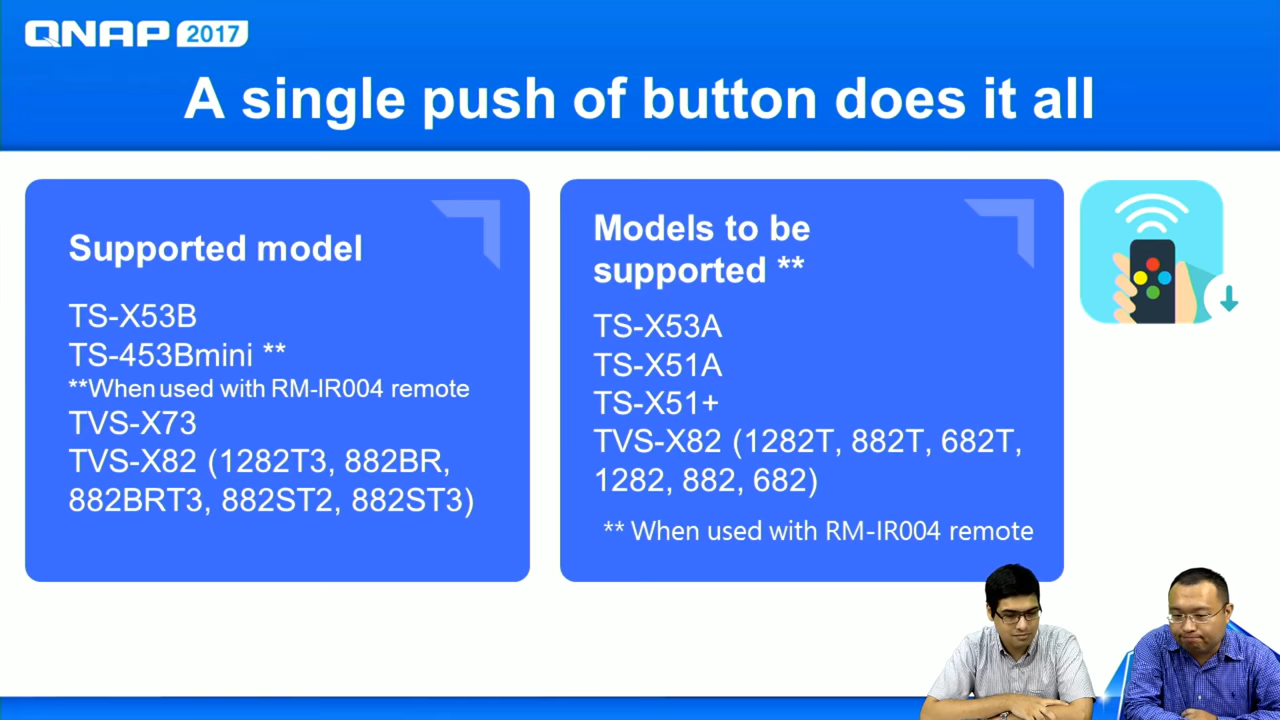 QNAP 2017
A single push of button does it all
Supported model
TS-X53B
TS-453Bmini **
**When used with RM-IR004 remote
TVS-X73
TVS-X82 (1282T3, 882BR,
882BRT3, 882ST2, 882ST3)
Models to be
supported **
TS-X53A
TS-X51A
TS-X51+
TVS-X82 (1282T, 882T, 682T,
1282, 882, 682)
** When used with RM-IR004 remote